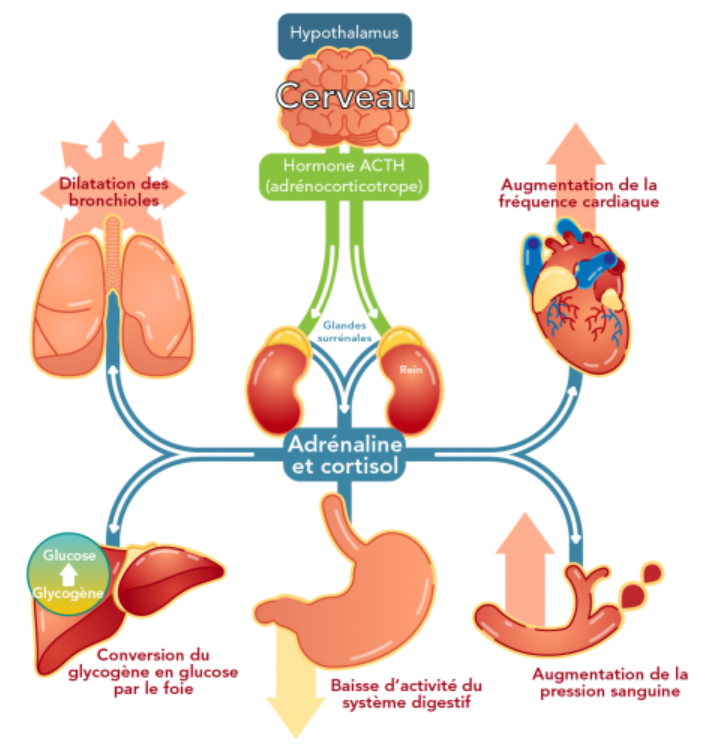 Hypothalamus
Cerveau
Hormone ACTH
(adrénocorticotrope)
Dilatation des
bronchioles
Augmentation de la
fréquence cardiaque
Glandes
surrénales
Rein
Adrénaline
et cortisol
Glucose
Glycogène
Conversion du
glycogène en glucose
par le foie
Baisse d'activité du
système digestif
Augmentation de la
pression sanguine